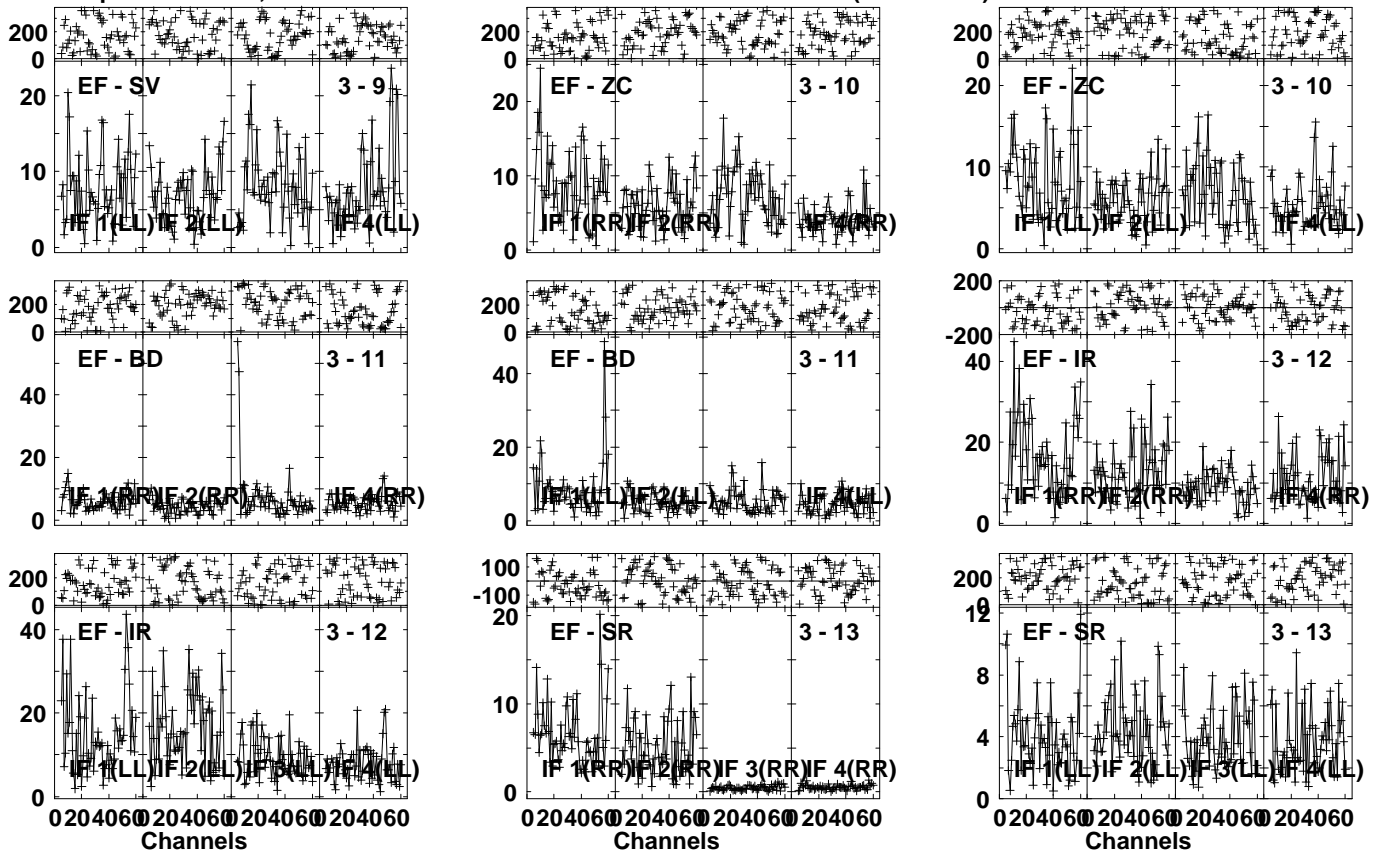 200
0
EF - SV
3 - 9
20
10
0
IF 1(LL)
IF 2(LL)
IF 4(LL)
200
0
EF - ZC
3 - 10
20
10
0
IF 1(RR)
IF 2(RR)
IF 4(RR)
200
0
EF - ZC
3 - 10
20
10
0
IF 1(LL)
IF 2(LL)
IF 4(LL)
200
0
EF - BD
3 - 11
40
20
0
IF 1(RR)
IF 2(RR)
IF 4(RR)
200
0
EF - BD
3 - 11
40
20
0
IF 1(LL)
IF 2(LL)
IF 4(LL)
200
-200
EF - IR
3 - 12
40
20
0
IF 1(RR)
IF 2(RR)
IF 4(RR)
200
0
EF - IR
3 - 12
40
20
0
IF 1(LL)
IF 2(LL)
IF 3(LL)
IF 4(LL)
0 20 40 60 0 20 40 60 0 20 40 60 0 20 40 60
Channels
100
-100
EF - SR
3 - 13
20
10
0
IF 1(RR)
IF 2(RR)
IF 3(RR)
IF 4(RR)
0 20 40 60 0 20 40 60 0 20 40 60 0 20 40 60
Channels
200
0
EF - SR
3 - 13
12
8
4
0
IF 1(LL)
IF 2(LL)
IF 3(LL)
IF 4(LL)
0 20 40 60 0 20 40 60 0 20 40 60 0 20 40 60
Channels